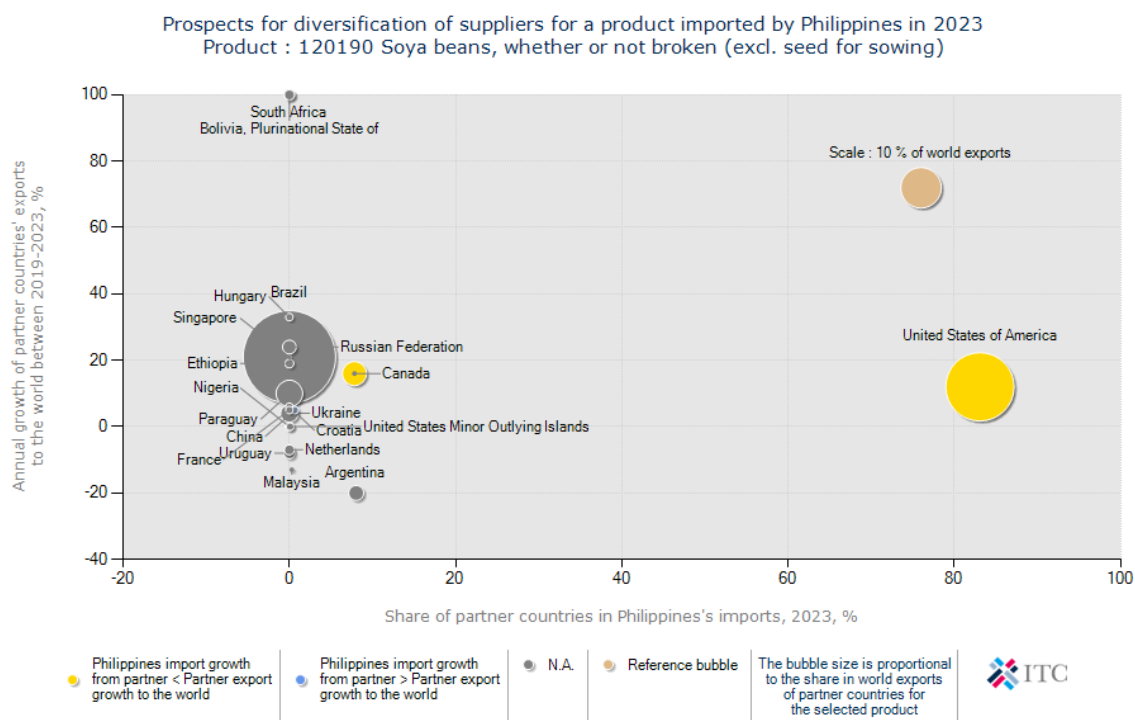 Prospects for diversification of suppliers for a product imported by Philippines in 2023
Product : 120190 Soya beans, whether or not broken (excl. seed for sowing)
Annual growth of partner countries' exports
to the world between 2019-2023, %
100
80
60
40
20
0
-20
-40
South Africa
Bolivia, Plurinational State of
Scale : 10 % of world exports
Hungary
Brazil
Singapore
United States of America
Russian Federation
Ethiopia
Canada
Nigeria
Paraguay
Ukraine
China
Croatia
United States Minor Outlying Islands
France
Uruguay
Netherlands
Malaysia
Argentina
-20
0
20
40
60
80
100
Share of partner countries in Philippines's imports, 2023, %
Philippines import growth
from partner < Partner export
growth to the world
Philippines import growth
from partner > Partner export
growth to the world
N.A.
Reference bubble
The bubble size is proportional
to the share in world exports
of partner countries for
the selected product
ITC